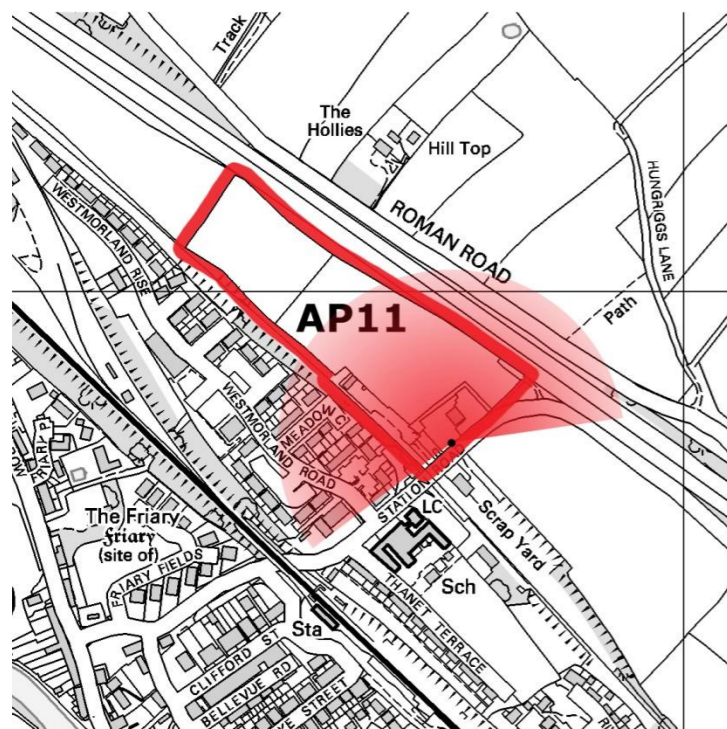 Track
The
Hollies
Hill Top
ROMAN ROAD
HUNGRIGGS LANE
WESTMORLAND RISE
AP11
Path
MEADOW
WESTMORLAND
ROAD
STATION ROAD
LC
Scrap Yard
The Friary
Friary
(site of)
FRIARY FIELDS
Sch
THANET TERRACE
Sta
CLIFFORD ST
BELLEVUE RD
STREET